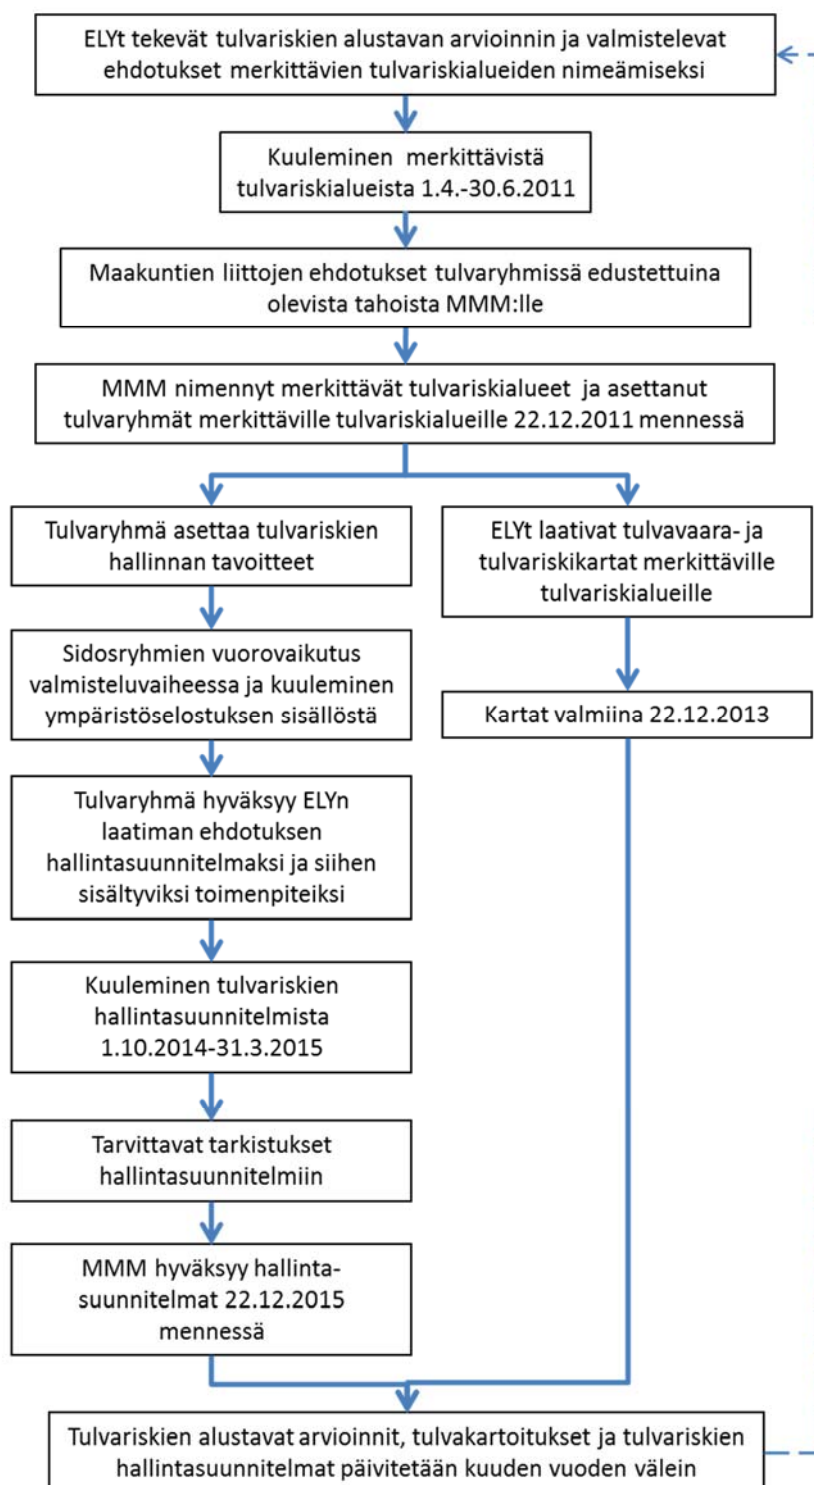 ELYt tekevät tulvariskien alustavan arvioinnin ja valmistelevat
ehdotukset merkittävien tulvariskialueiden nimeämiseksi
Kuuleminen merkittävistä
tulvariskialueista 1.4.-30.6.2011
Maakuntien liittojen ehdotukset tulvaryhmissä edustettuina
olevista tahoista MMM:lle
MMM nimennyt merkittävät tulvariskialueet ja asettanut
tulvaryhmät merkittäville tulvariskialueille 22.12.2011 mennessä
Tulvaryhmä asettaa tulvariskien
hallinnan tavoitteet
Sidosryhmien vuorovaikutus
valmisteluvaiheessa ja kuuleminen
ympäristöselostuksen sisällöstä
Tulvaryhmä hyväksyy ELYn
laatiman ehdotuksen
hallintasuunnitelmaksi ja siihen
sisältyviksi toimenpiteiksi
Kuuleminen tulvariskien
hallintasuunnitelmista
1.10.2014-31.3.2015
Tarvittavat tarkistukset
hallintasuunnitelmiin
MMM hyväksyy hallinta-
suunnitelmat 22.12.2015
mennessä
ELYt laativat tulvavaara- ja
tulvariskikartat merkittäville
tulvariskialueille
Kartat valmiina 22.12.2013
Tulvariskien alustavat arvioinnit, tulvakartoitukset ja tulvariskien
hallintasuunnitelmat päivitetään kuuden vuoden välein